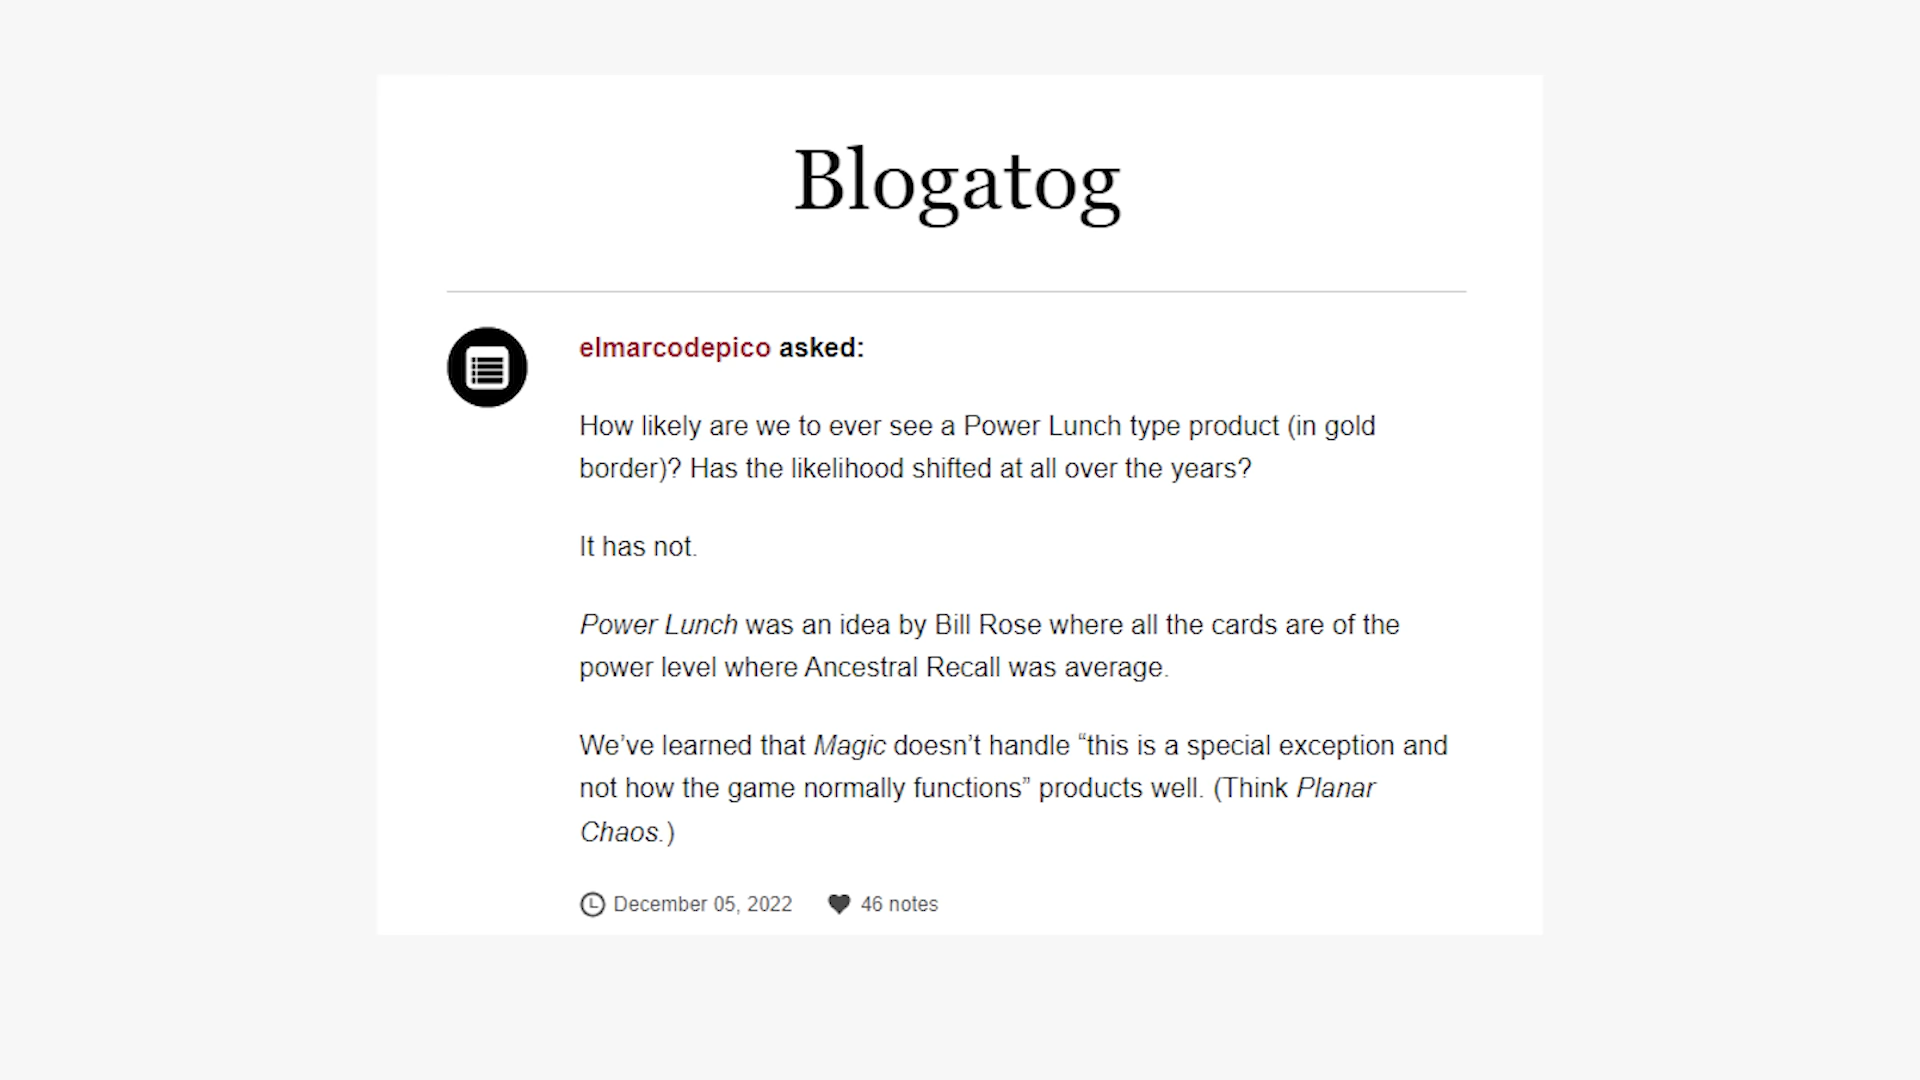 Blogatog
elmarcodepico asked:
How likely are we to ever see a Power Lunch type product (in gold
border)? Has the likelihood shifted at all over the years?
It has not.
Power Lunch was an idea by Bill Rose where all the cards are of the
power level where Ancestral Recall was average.
We’ve learned that Magic doesn’t handle “this is a special exception and
not how the game normally functions” products well. (Think Planar
Chaos.)
December 05, 2022 46 notes